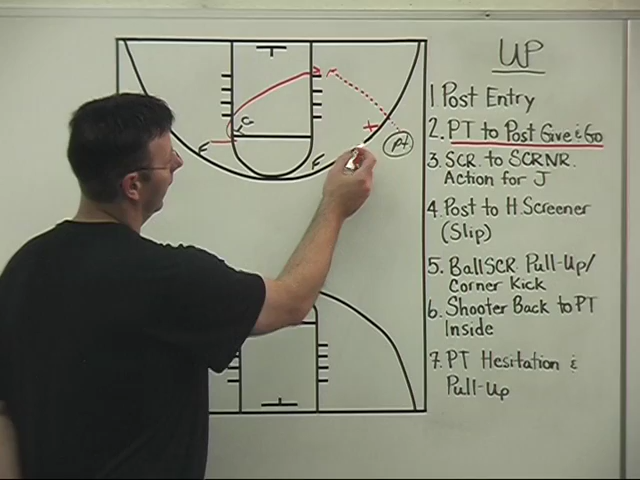 UP
1 Post Entry
2. PT to Post Give & Go
3. SCR. to SCRNR.
Action for J
4. Post to H. Screener
(Slip)
5. Ball SCR. Pull-Up/
Corner Kick
6. Shooter Back to PT
Inside
7. PT Hesitation &
Pull-Up
C
X
PT
F
F